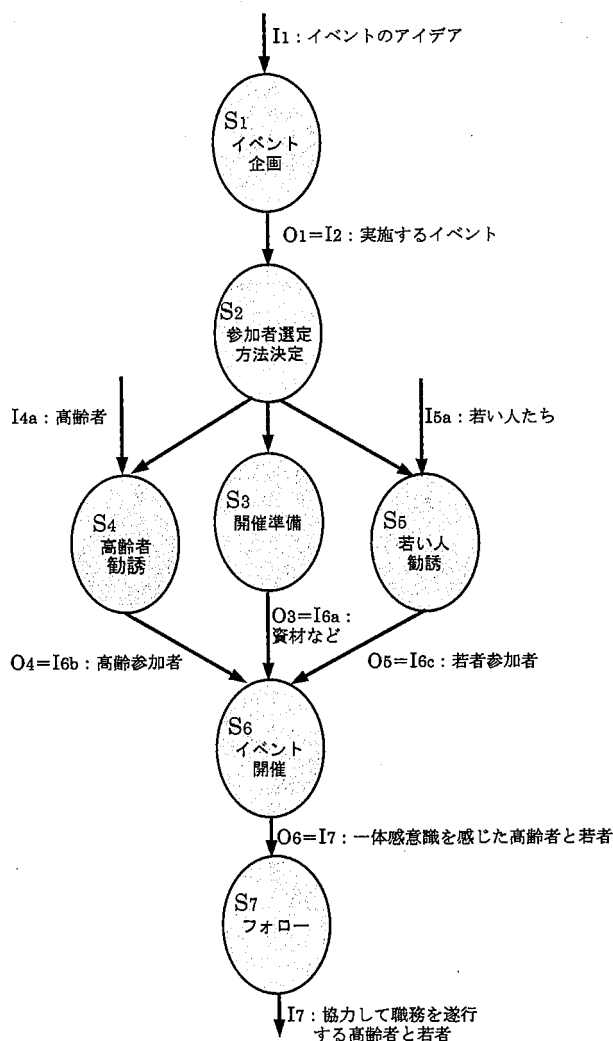 I1：イベントのアイデア
S1
イベント
企画
O1＝I2：実施するイベント
S2
参加者選定
方法決定
I4a：高齢者
I5a：若い人たち
S4
高齢者
勧誘
S3
開催準備
S5
若い人
勧誘
O3＝I6a：
資材など
O4＝I6b：高齢参加者
O5＝I6c：若者参加者
S6
イベント
開催
O6＝I7：一体感意識を感じた高齢者と若者
S7
フォロー
I7：協力して職務を遂行
する高齢者と若者